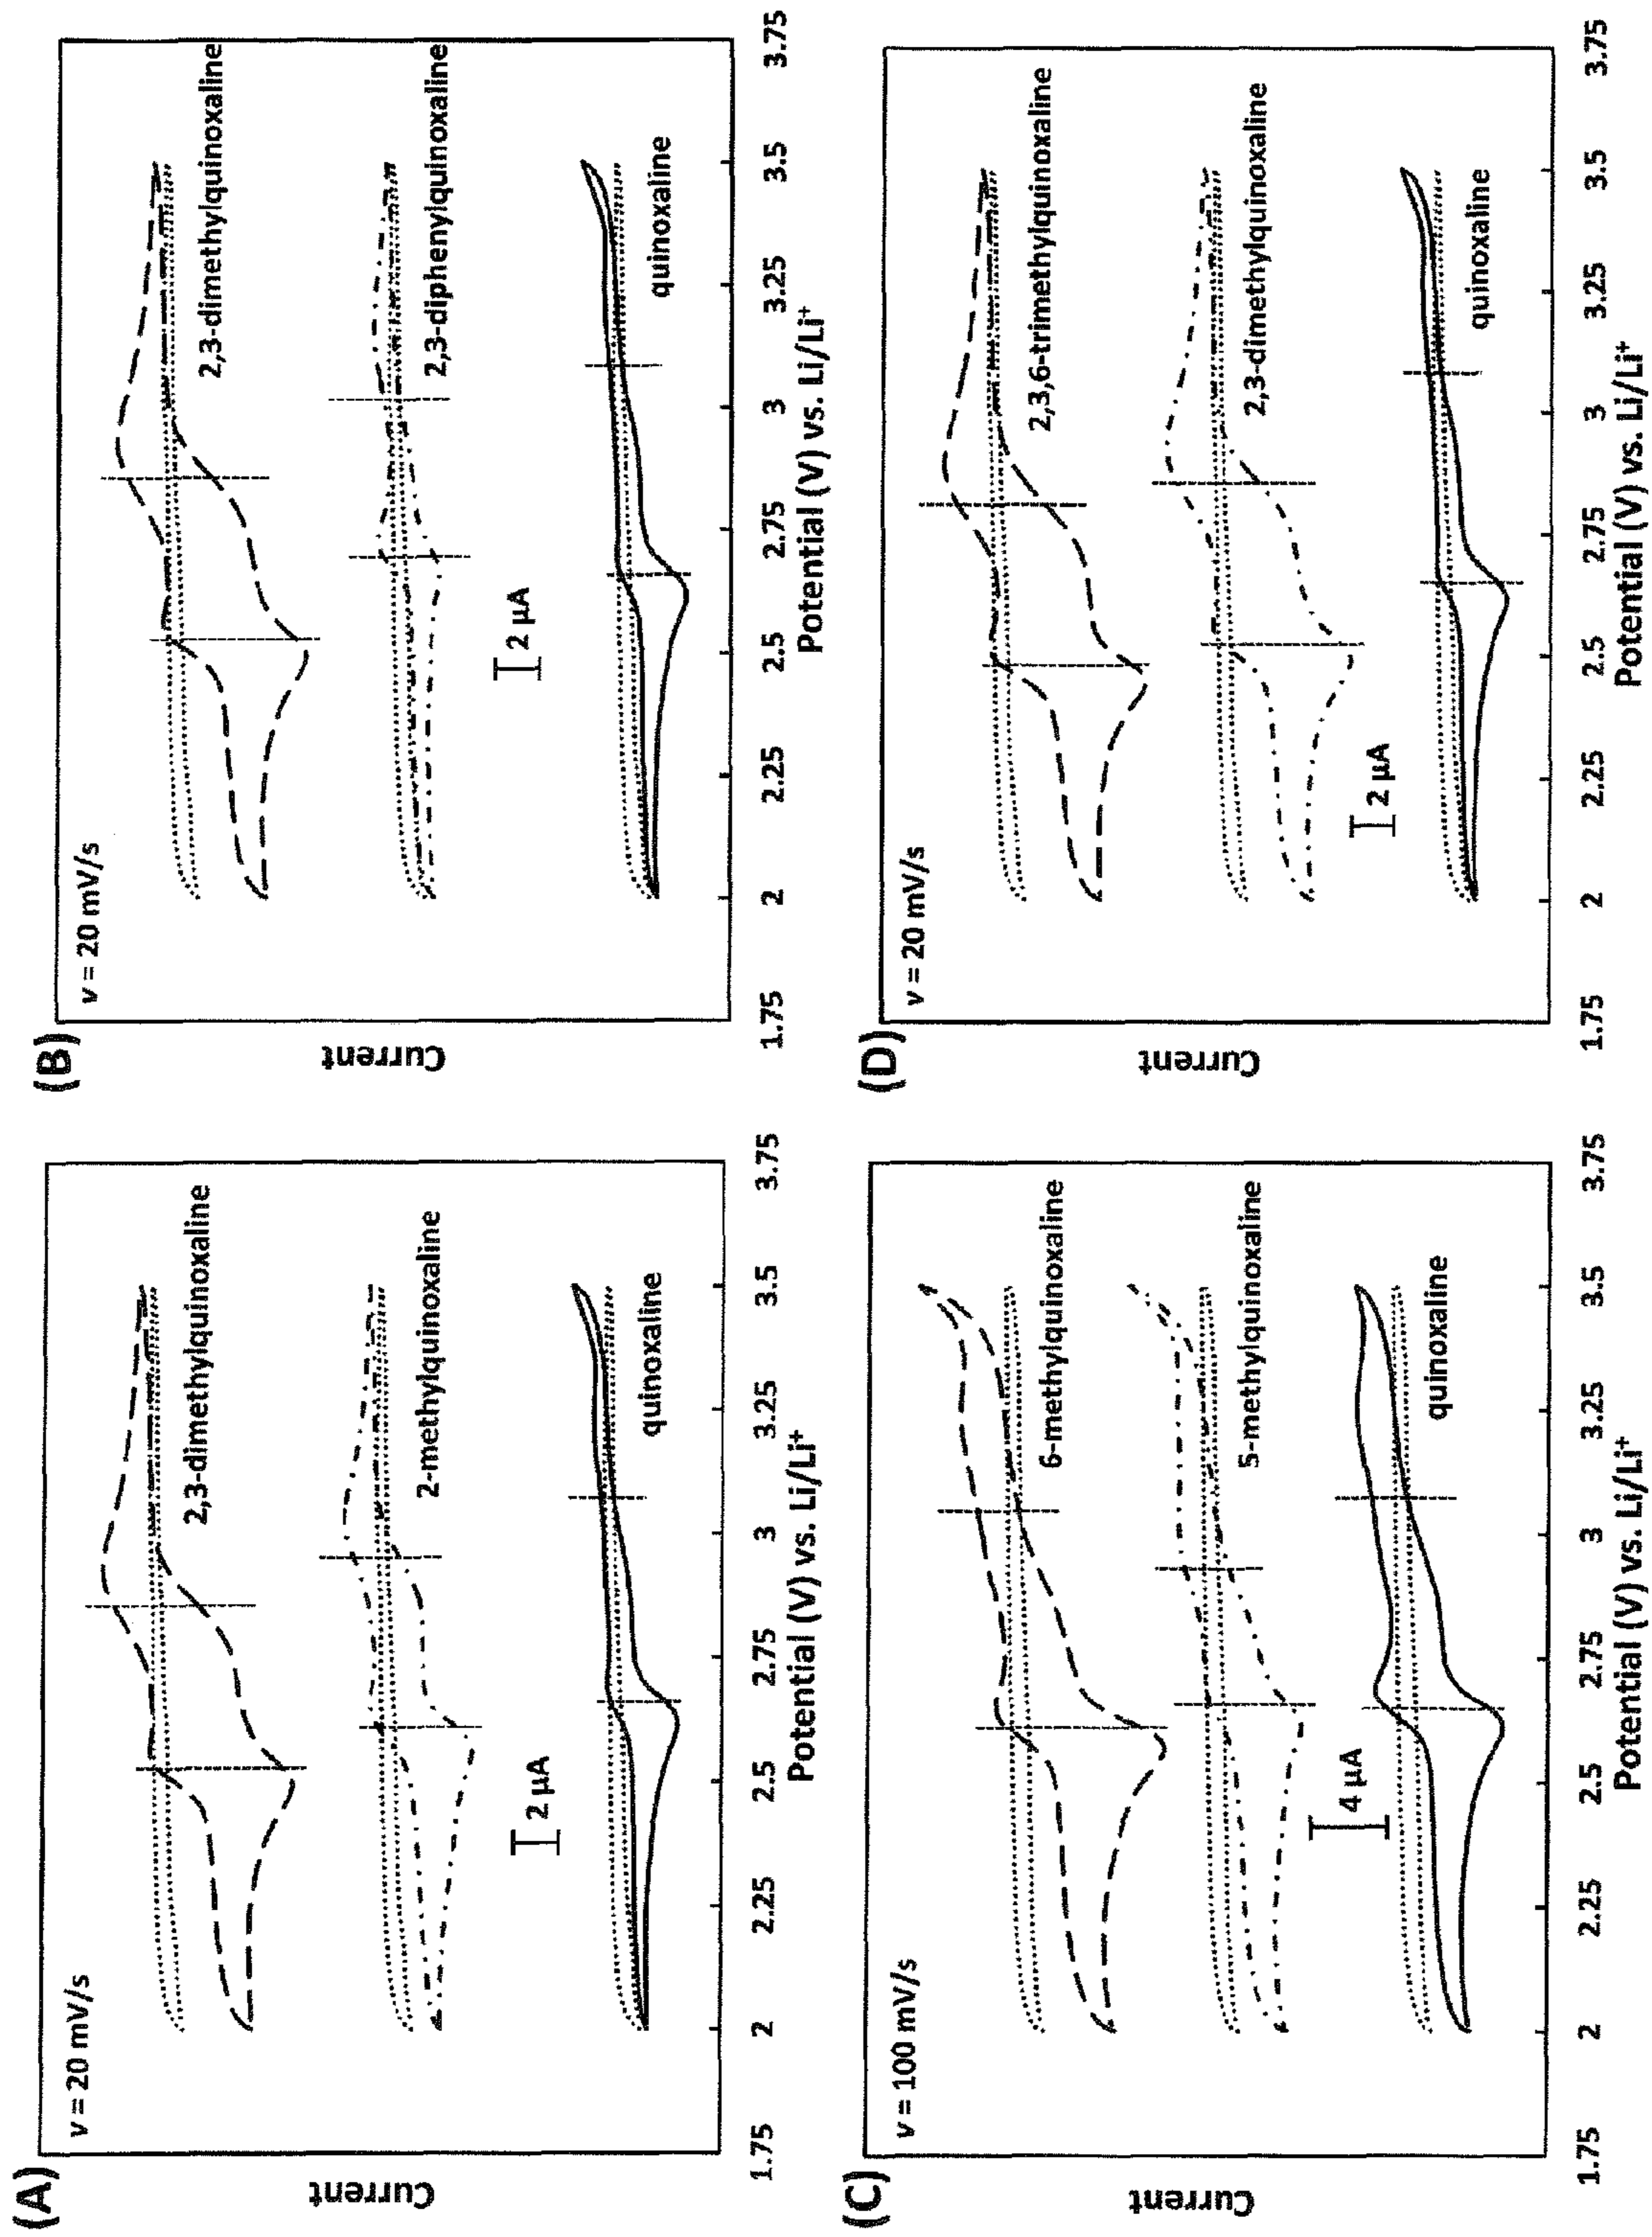 (A)
v = 20 mV/s
2,3-dimethylquinoxaline
2-methylquinoxaline
2 µA
quinoxaline
Current
1.75 2 2.25 2.5 2.75 3 3.25 3.5 3.75
Potential (V) vs. Li/Li⁺
(B)
v = 20 mV/s
2,3-dimethylquinoxaline
2,3-diphenylquinoxaline
2 µA
quinoxaline
Current
1.75 2 2.25 2.5 2.75 3 3.25 3.5 3.75
Potential (V) vs. Li/Li⁺
(C)
v = 100 mV/s
6-methylquinoxaline
5-methylquinoxaline
4 µA
quinoxaline
Current
1.75 2 2.25 2.5 2.75 3 3.25 3.5 3.75
Potential (V) vs. Li/Li⁺
(D)
v = 20 mV/s
2,3,6-trimethylquinoxaline
2,3-dimethylquinoxaline
2 µA
quinoxaline
Current
1.75 2 2.25 2.5 2.75 3 3.25 3.5 3.75
Potential (V) vs. Li/Li⁺